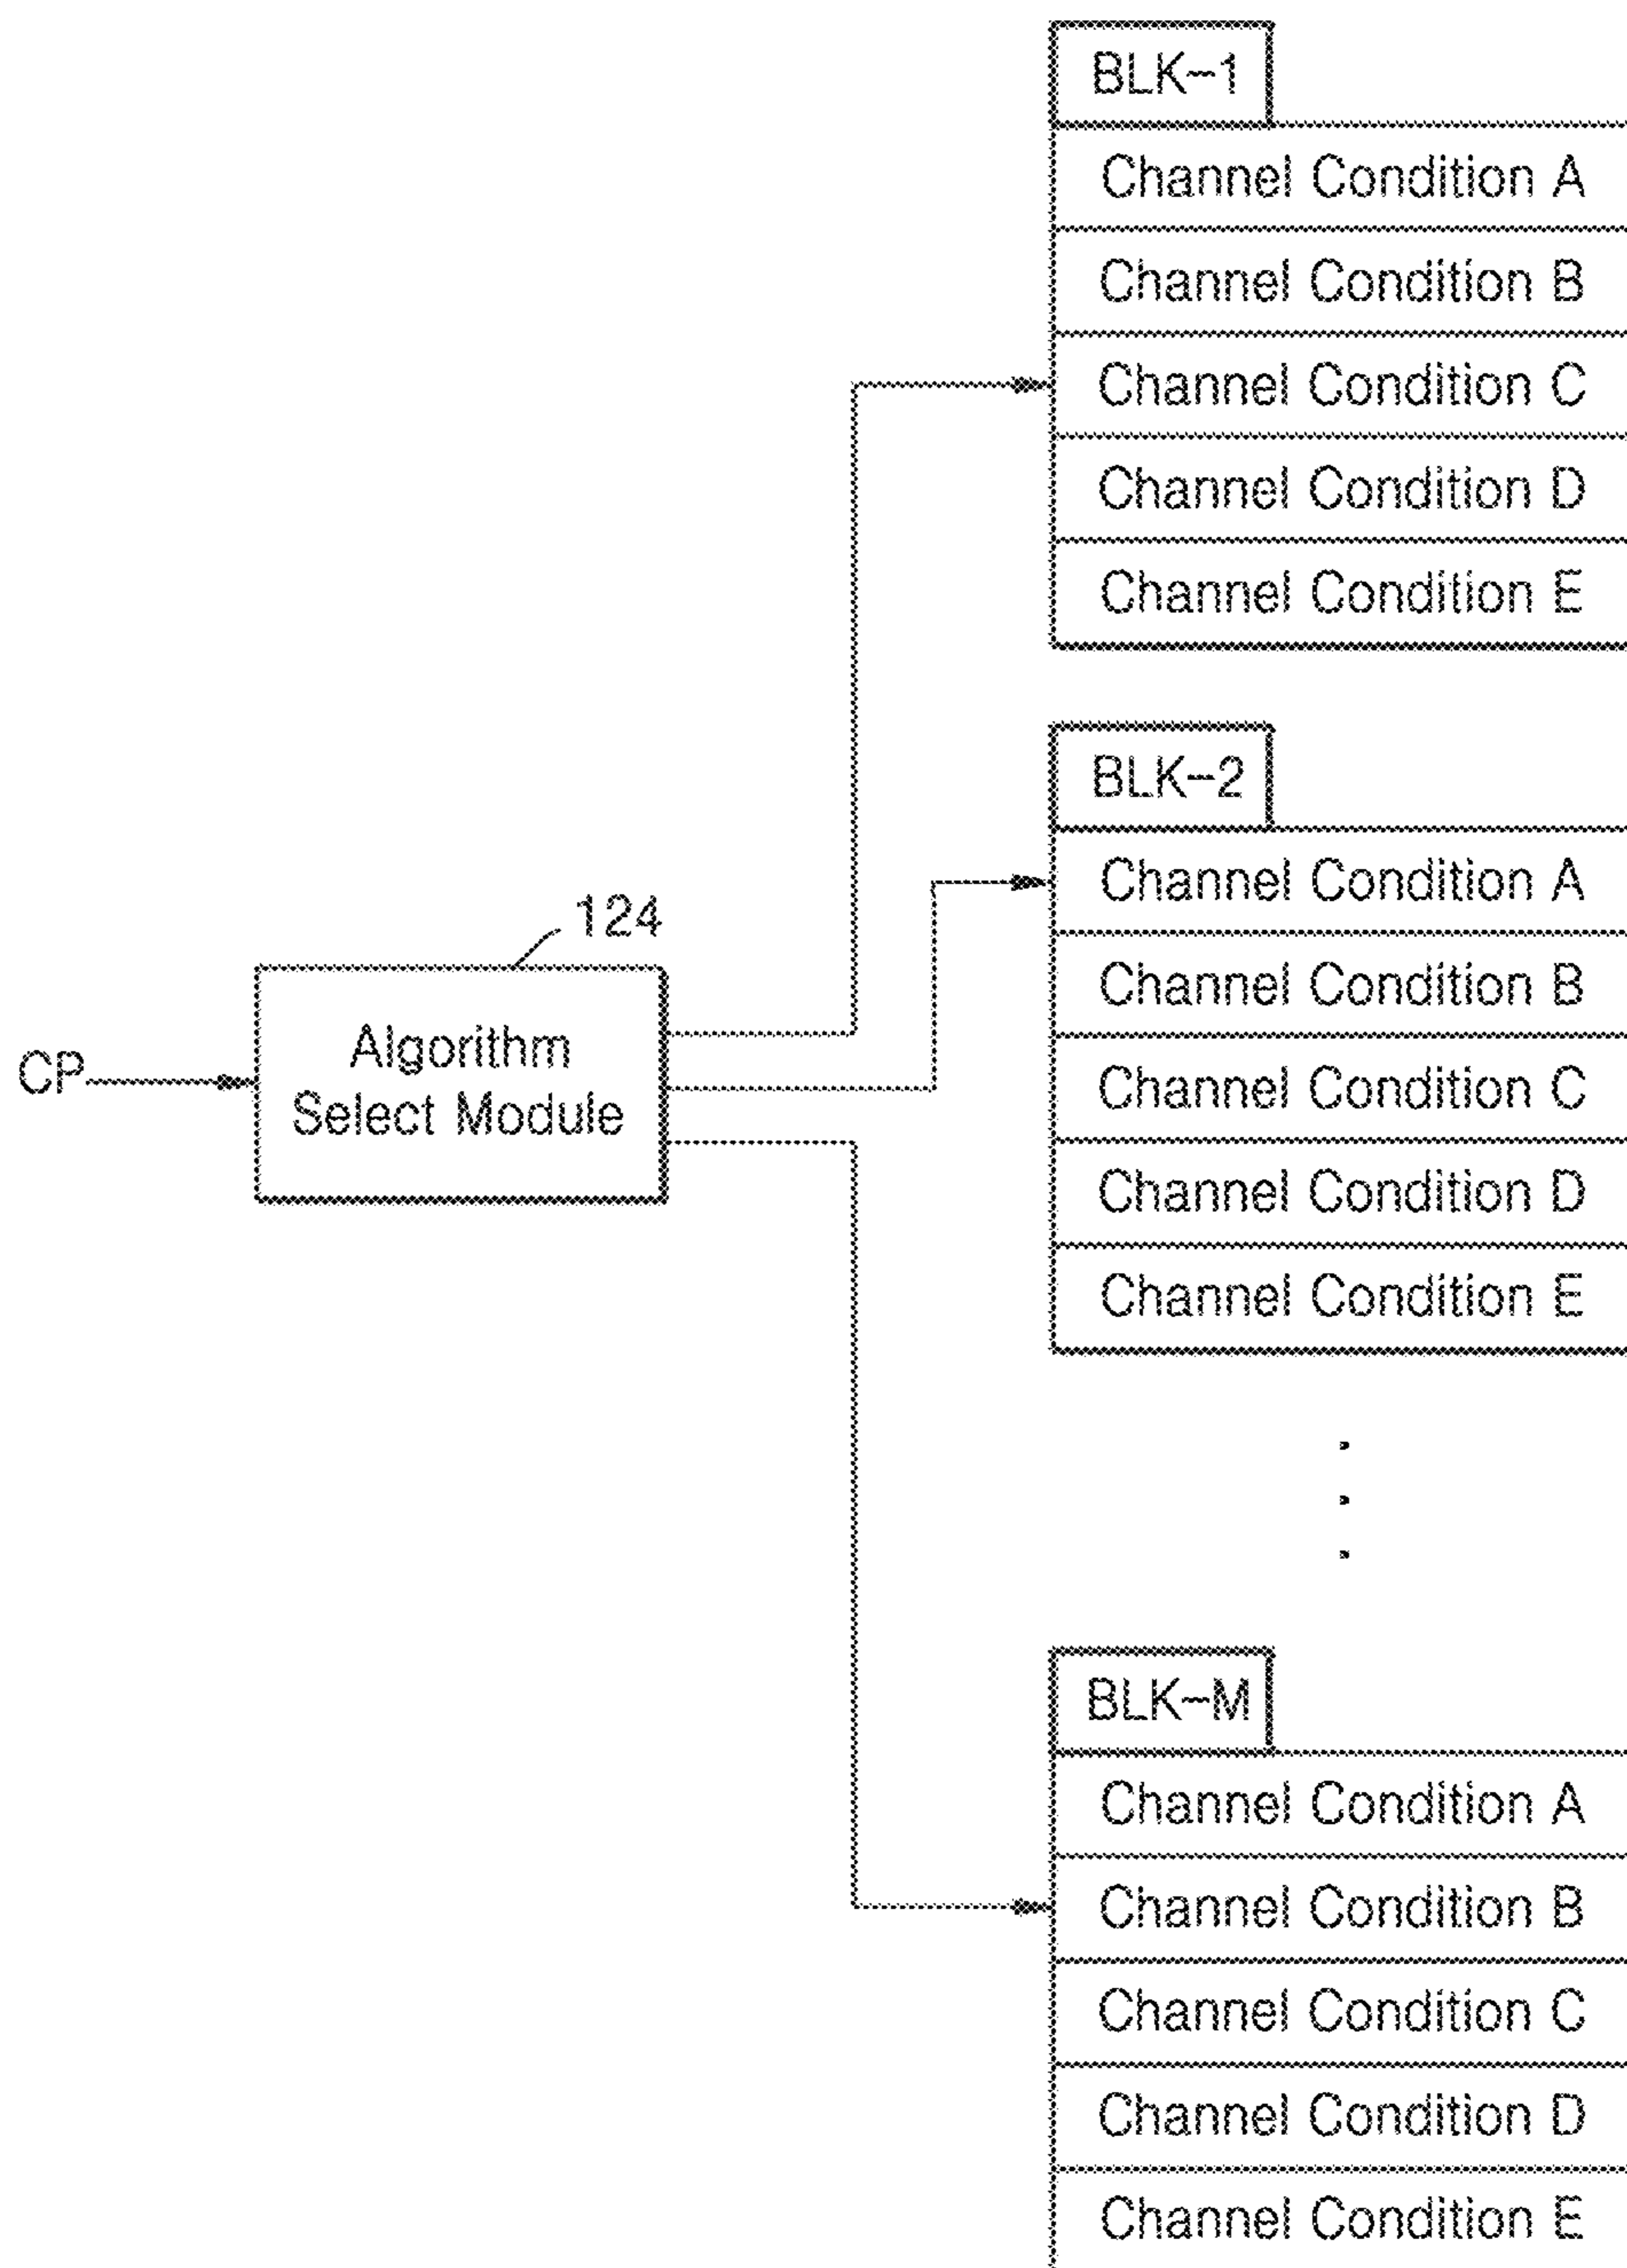 BLK-1
Channel Condition A
Channel Condition B
Channel Condition C
Channel Condition D
Channel Condition E
BLK-2
Channel Condition A
Channel Condition B
Channel Condition C
Channel Condition D
Channel Condition E
124
CP
Algorithm
Select Module
BLK-M
Channel Condition A
Channel Condition B
Channel Condition C
Channel Condition D
Channel Condition E